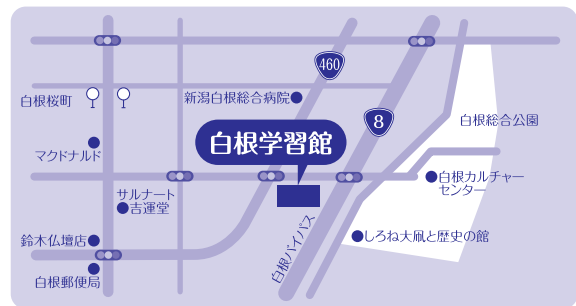 460
白根桜町
新潟白根総合病院
8
白根総合公園
マクドナルド
白根学習館
サルナート
吉運堂
白根カルチャー
センター
鈴木仏壇店
白根バイパス
しろね大凧と歴史の館
白根郵便局